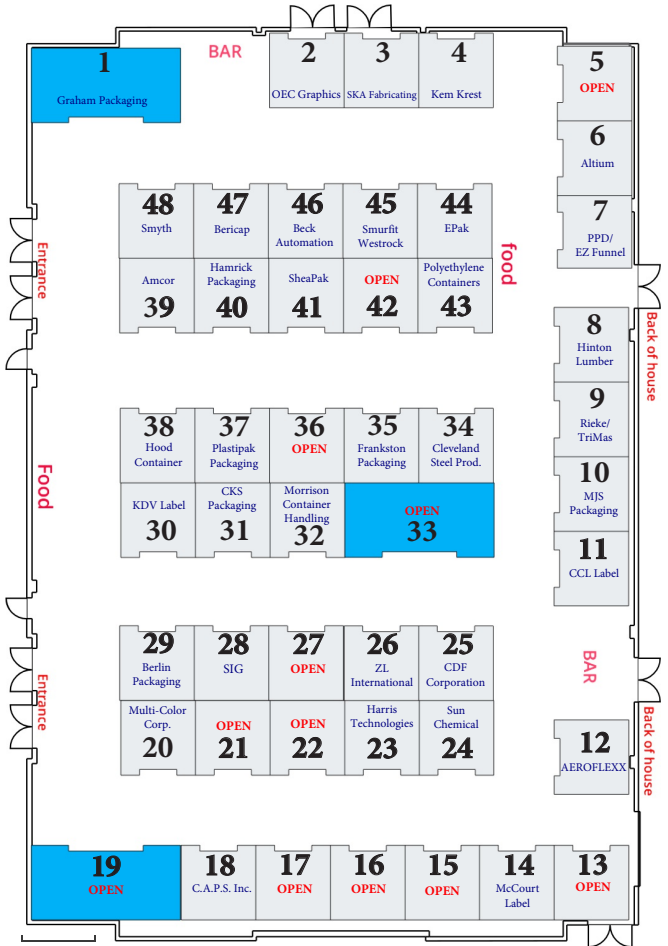 BAR
1
Graham Packaging
2
OEC Graphics
3
SKA Fabricating
4
Kem Krest
5
OPEN
6
Altium
7
PPD/
EZ Funnel
48
Smyth
47
Bericap
46
Beck
Automation
45
Smurfit
Westrock
44
EPak
Amcor
39
Hamrick
Packaging
40
SheaPak
41
OPEN
42
Polyethylene
Containers
43
food
Entrance
Back of house
8
Hinton
Lumber
9
Rieke/
TriMas
10
MJS
Packaging
11
CCL Label
38
Hood
Container
37
Plastipak
Packaging
36
OPEN
35
Frankston
Packaging
34
Cleveland
Steel Prod.
Food
KDV Label
30
CKS
Packaging
31
Morrison
Container
Handling
32
OPEN
33
29
Berlin
Packaging
28
SIG
27
OPEN
26
ZL
International
25
CDF
Corporation
BAR
Entrance
Multi-Color
Corp.
20
OPEN
21
OPEN
22
Harris
Technologies
23
Sun
Chemical
24
Back of house
12
AEROFLEXX
19
OPEN
18
C.A.P.S. Inc.
17
OPEN
16
OPEN
15
OPEN
14
McCourt
Label
13
OPEN